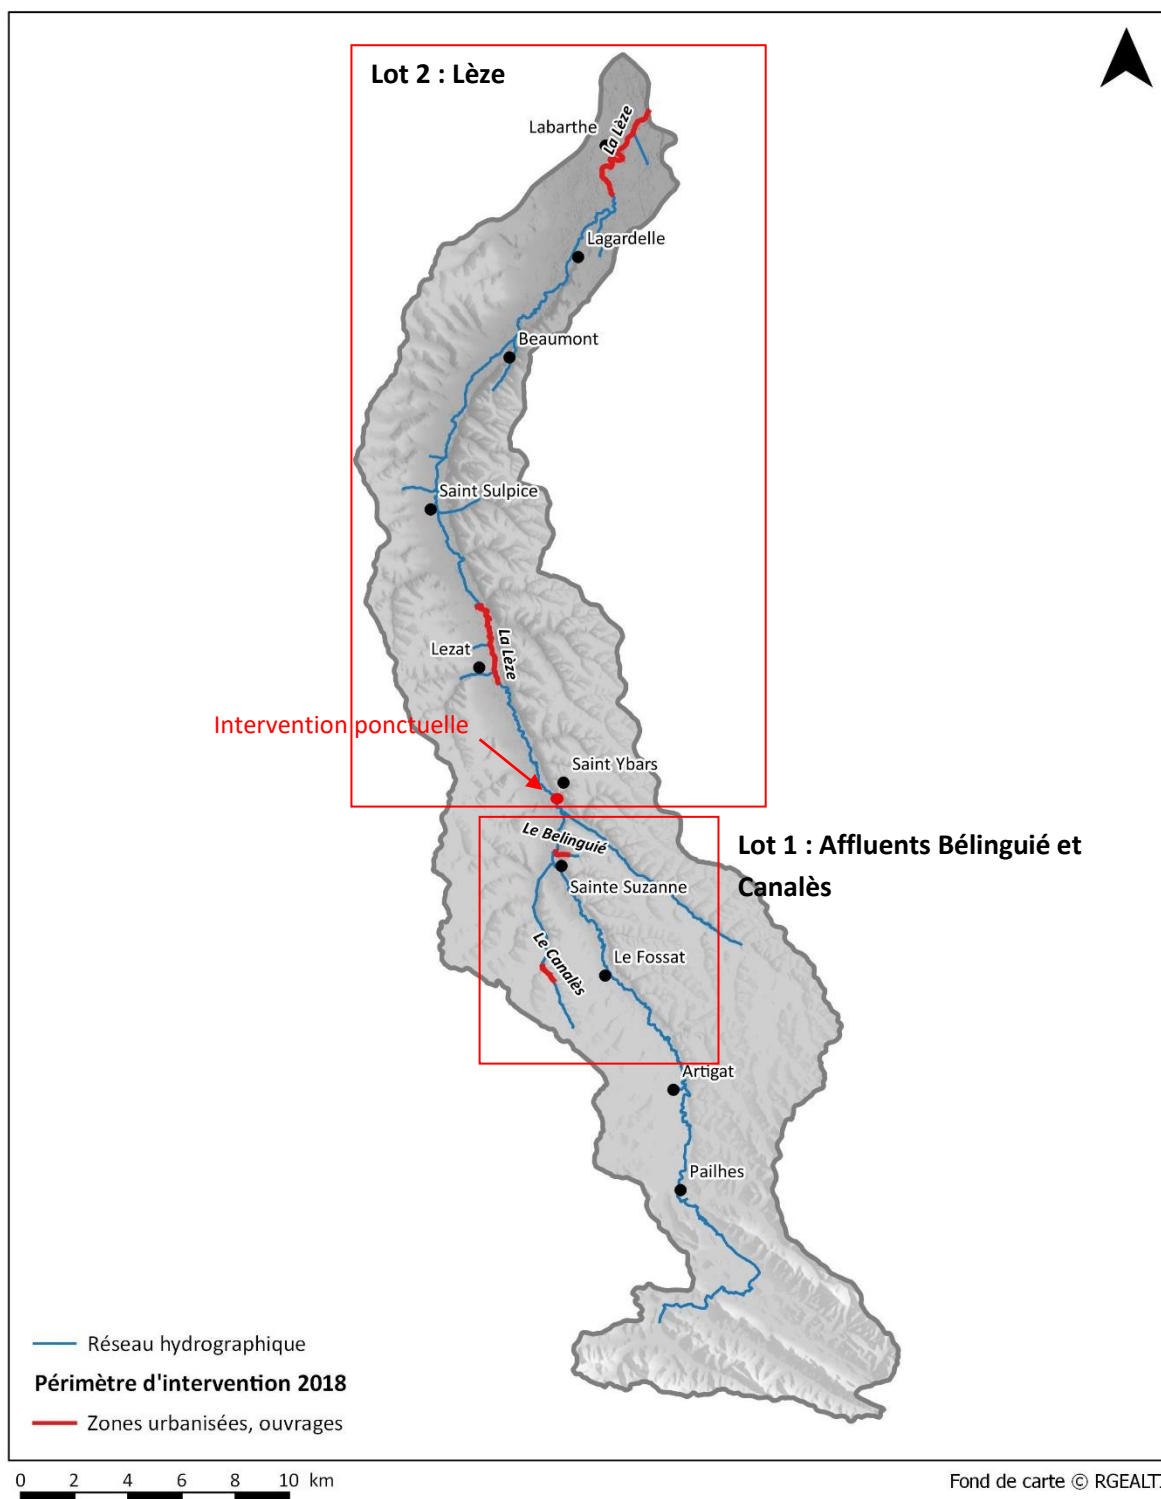 Lot 2 : Lèze
Labarthe
La Lèze
Lagardelle
Beaumont
Saint Sulpice
Lezat
La Lèze
Intervention ponctuelle
Saint Ybars
Le Belinguié
Lot 1 : Affluents Bélinguié et
Canalès
Sainte Suzanne
Le Canalès
Le Fossat
Artigat
Pailhes
Réseau hydrographique
Périmètre d'intervention 2018
Zones urbanisées, ouvrages
0 2 4 6 8 10 km
Fond de carte © RGEALT